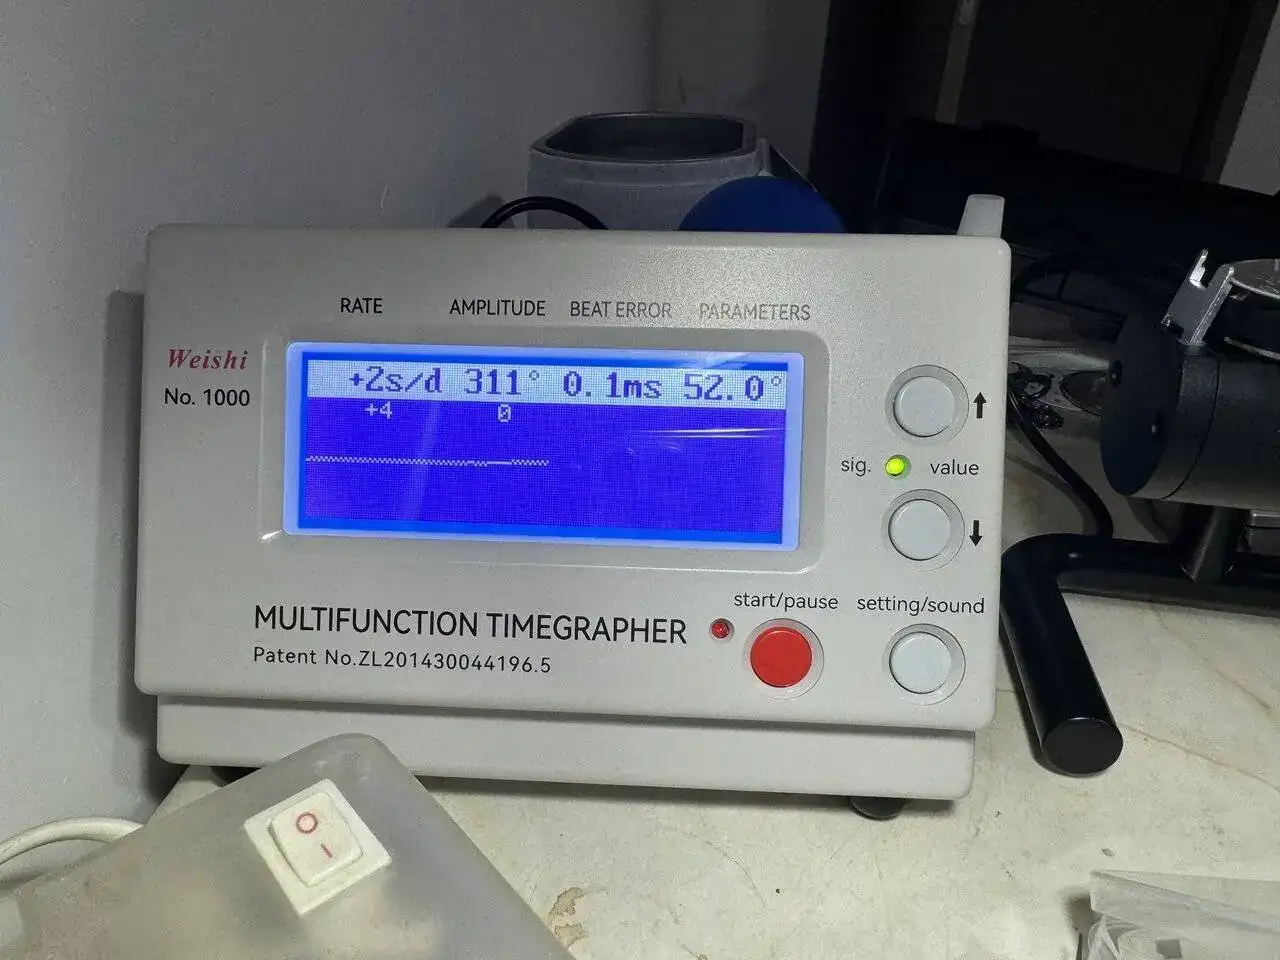 RATE AMPLITUDE BEAT ERROR PARAMETERS
Weishi
No. 1000
+2s/d 311° 0.1ms 52.0°
+4 0
↑
sig. value
↓
start/pause setting/sound
MULTIFUNCTION TIMEGRAPHER
Patent No.ZL201430044196.5
O
I